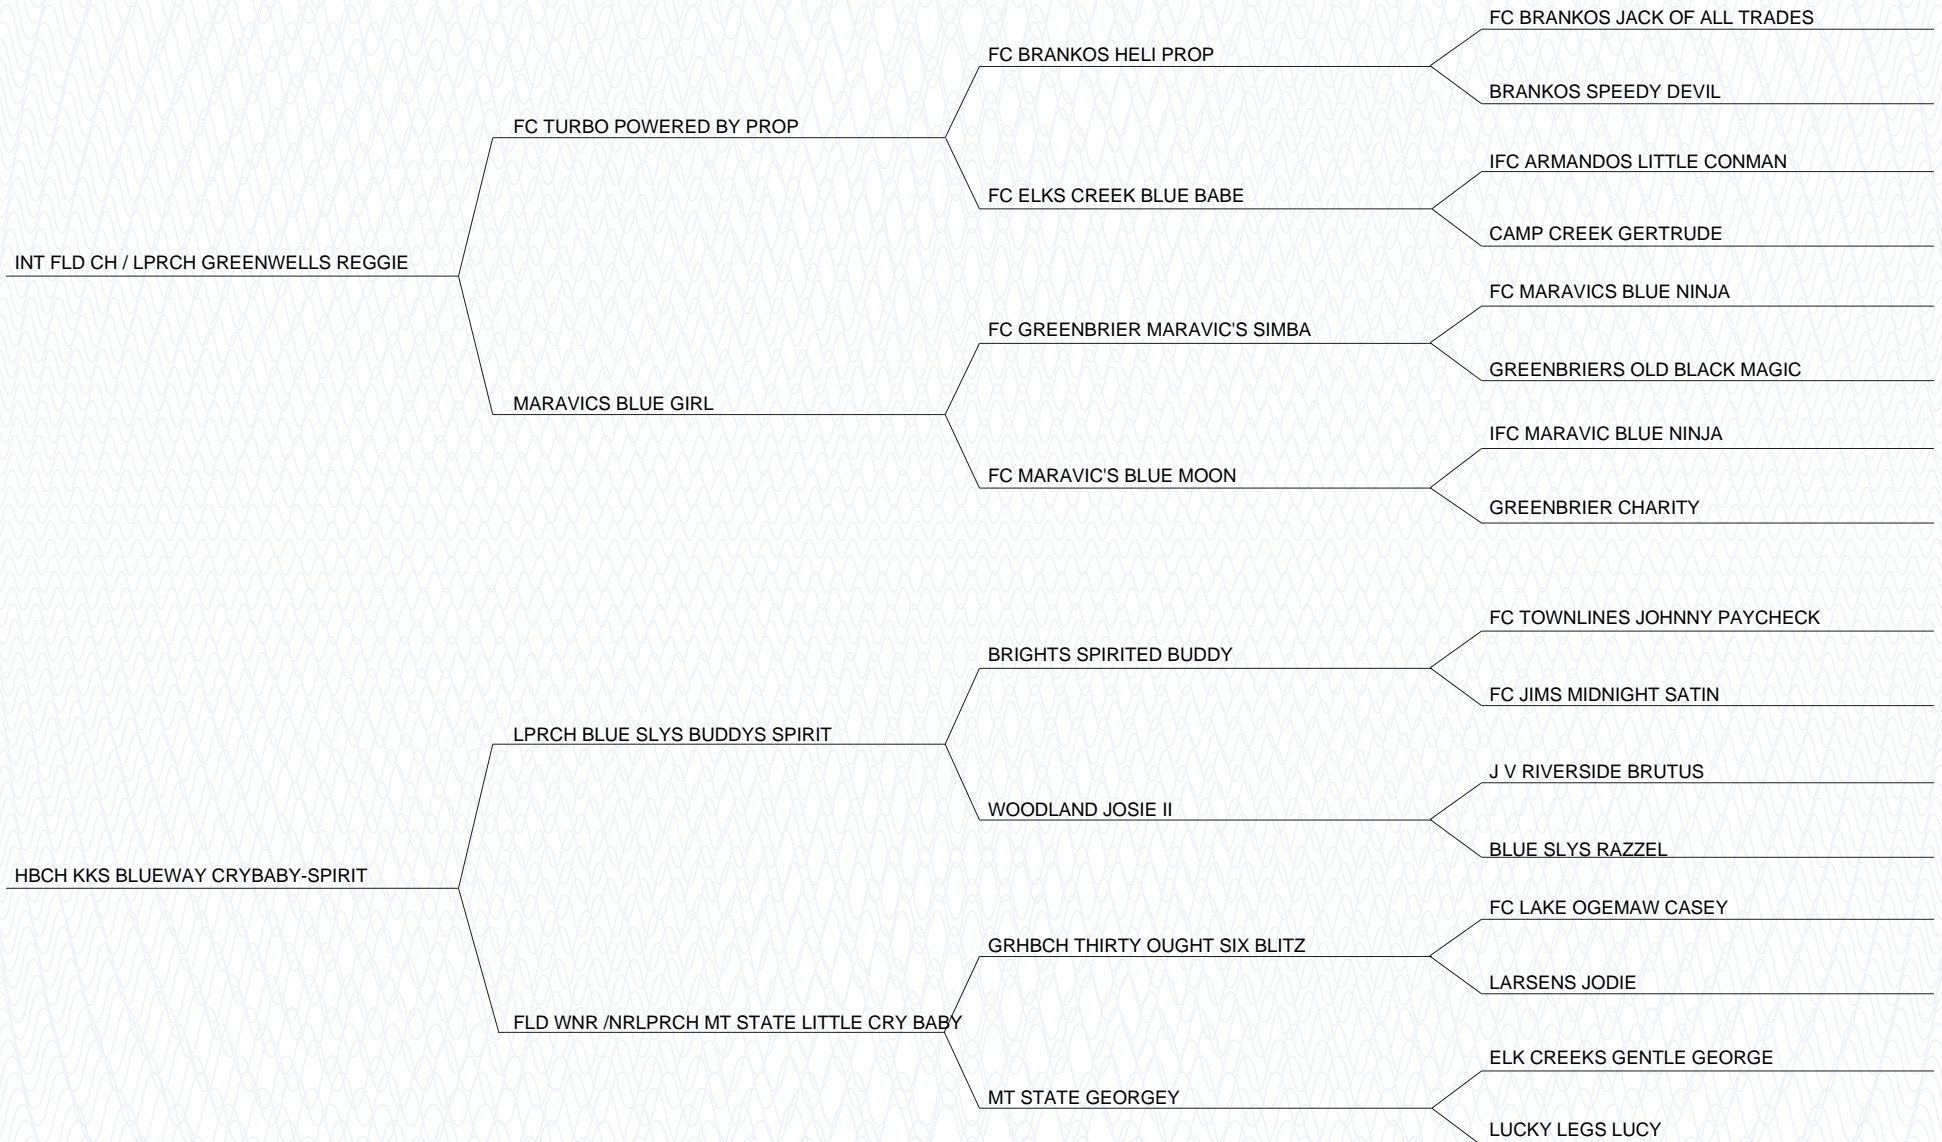 FC BRANKOS JACK OF ALL TRADES
FC BRANKOS HELI PROP
BRANKOS SPEEDY DEVIL
FC TURBO POWERED BY PROP
IFC ARMANDOS LITTLE CONMAN
FC ELKS CREEK BLUE BABE
CAMP CREEK GERTRUDE
INT FLD CH / LPRCH GREENWELLS REGGIE
FC MARAVICS BLUE NINJA
FC GREENBRIER MARAVIC'S SIMBA
GREENBRIERS OLD BLACK MAGIC
MARAVICS BLUE GIRL
IFC MARAVIC BLUE NINJA
FC MARAVIC'S BLUE MOON
GREENBRIER CHARITY
FC TOWNLINES JOHNNY PAYCHECK
BRIGHTS SPIRITED BUDDY
FC JIMS MIDNIGHT SATIN
LPRCH BLUE SLYS BUDDYS SPIRIT
J V RIVERSIDE BRUTUS
WOODLAND JOSIE II
BLUE SLYS RAZZEL
HBCH KKS BLUEWAY CRYBABY-SPIRIT
FC LAKE OGEMAW CASEY
GRHBCH THIRTY OUGHT SIX BLITZ
LARSENS JODIE
FLD WNR /NRLPRCH MT STATE LITTLE CRY BABY
ELK CREEKS GENTLE GEORGE
MT STATE GEORGEY
LUCKY LEGS LUCY